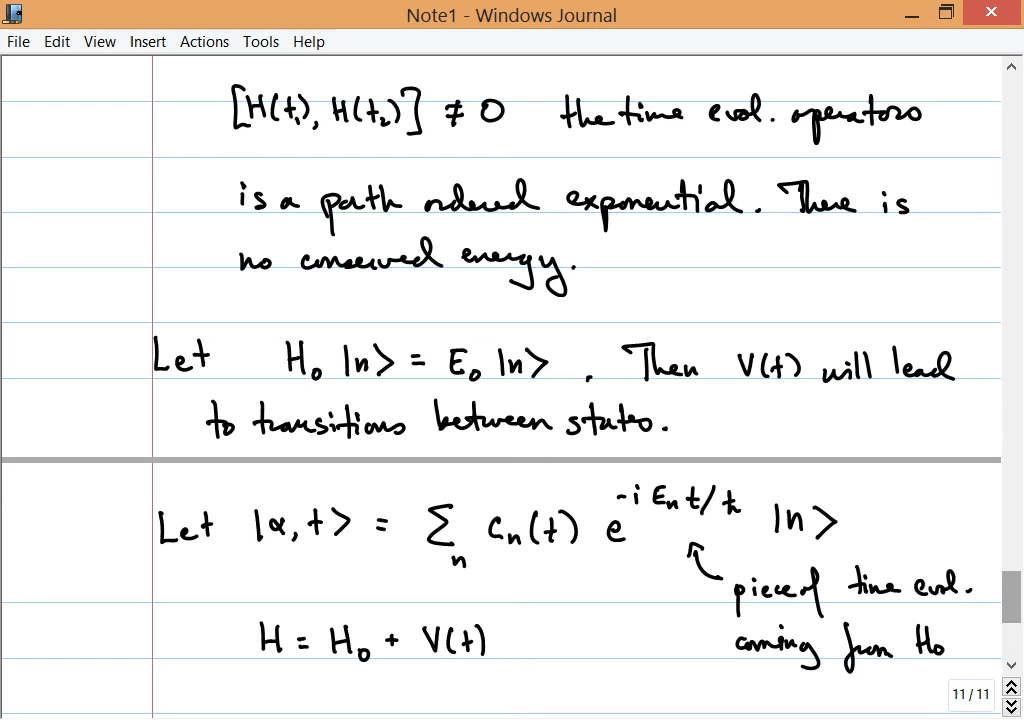 Note1 - Windows Journal
File Edit View Insert Actions Tools Help
[H(t₁), H(t₂)] ≠ 0 the time evol. operators
is a path ordered exponential. There is
no conserved energy.
Let H₀ |n> = E₀ |n> . Then V(t) will lead
to transitions between states.
Let |α, t> = Σₙ cₙ(t) e^{-i Eₙ t/ħ} |n>
piece of time evol.
H = H₀ + V(t) coming from H₀
11 / 11